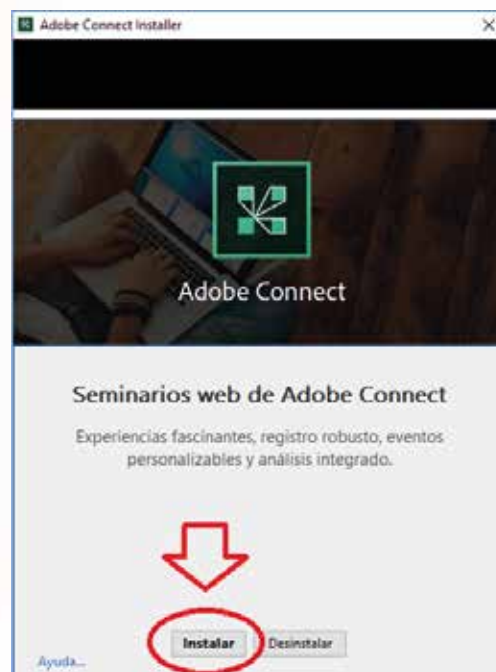 Adobe Connect Installer
Adobe Connect
Seminarios web de Adobe Connect
Experiencias fascinantes, registro robusto, eventos
personalizables y análisis integrado.
Instalar Desinstalar
Ayuda...